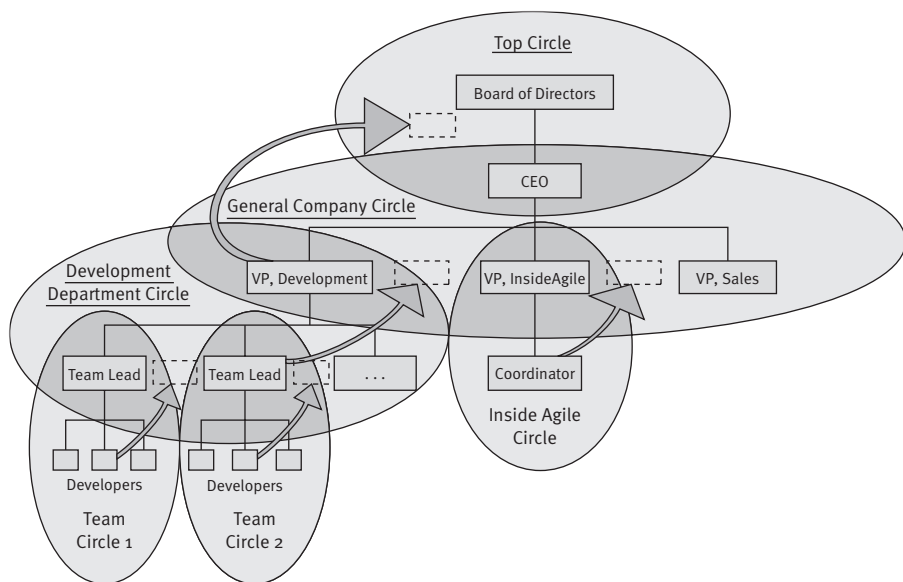 Top Circle
Board of Directors
CEO
General Company Circle
Development
Department Circle
VP, Development
VP, InsideAgile
VP, Sales
Team Lead
Team Lead
...
Coordinator
Inside Agile
Circle
Developers
Developers
Team
Circle 1
Team
Circle 2